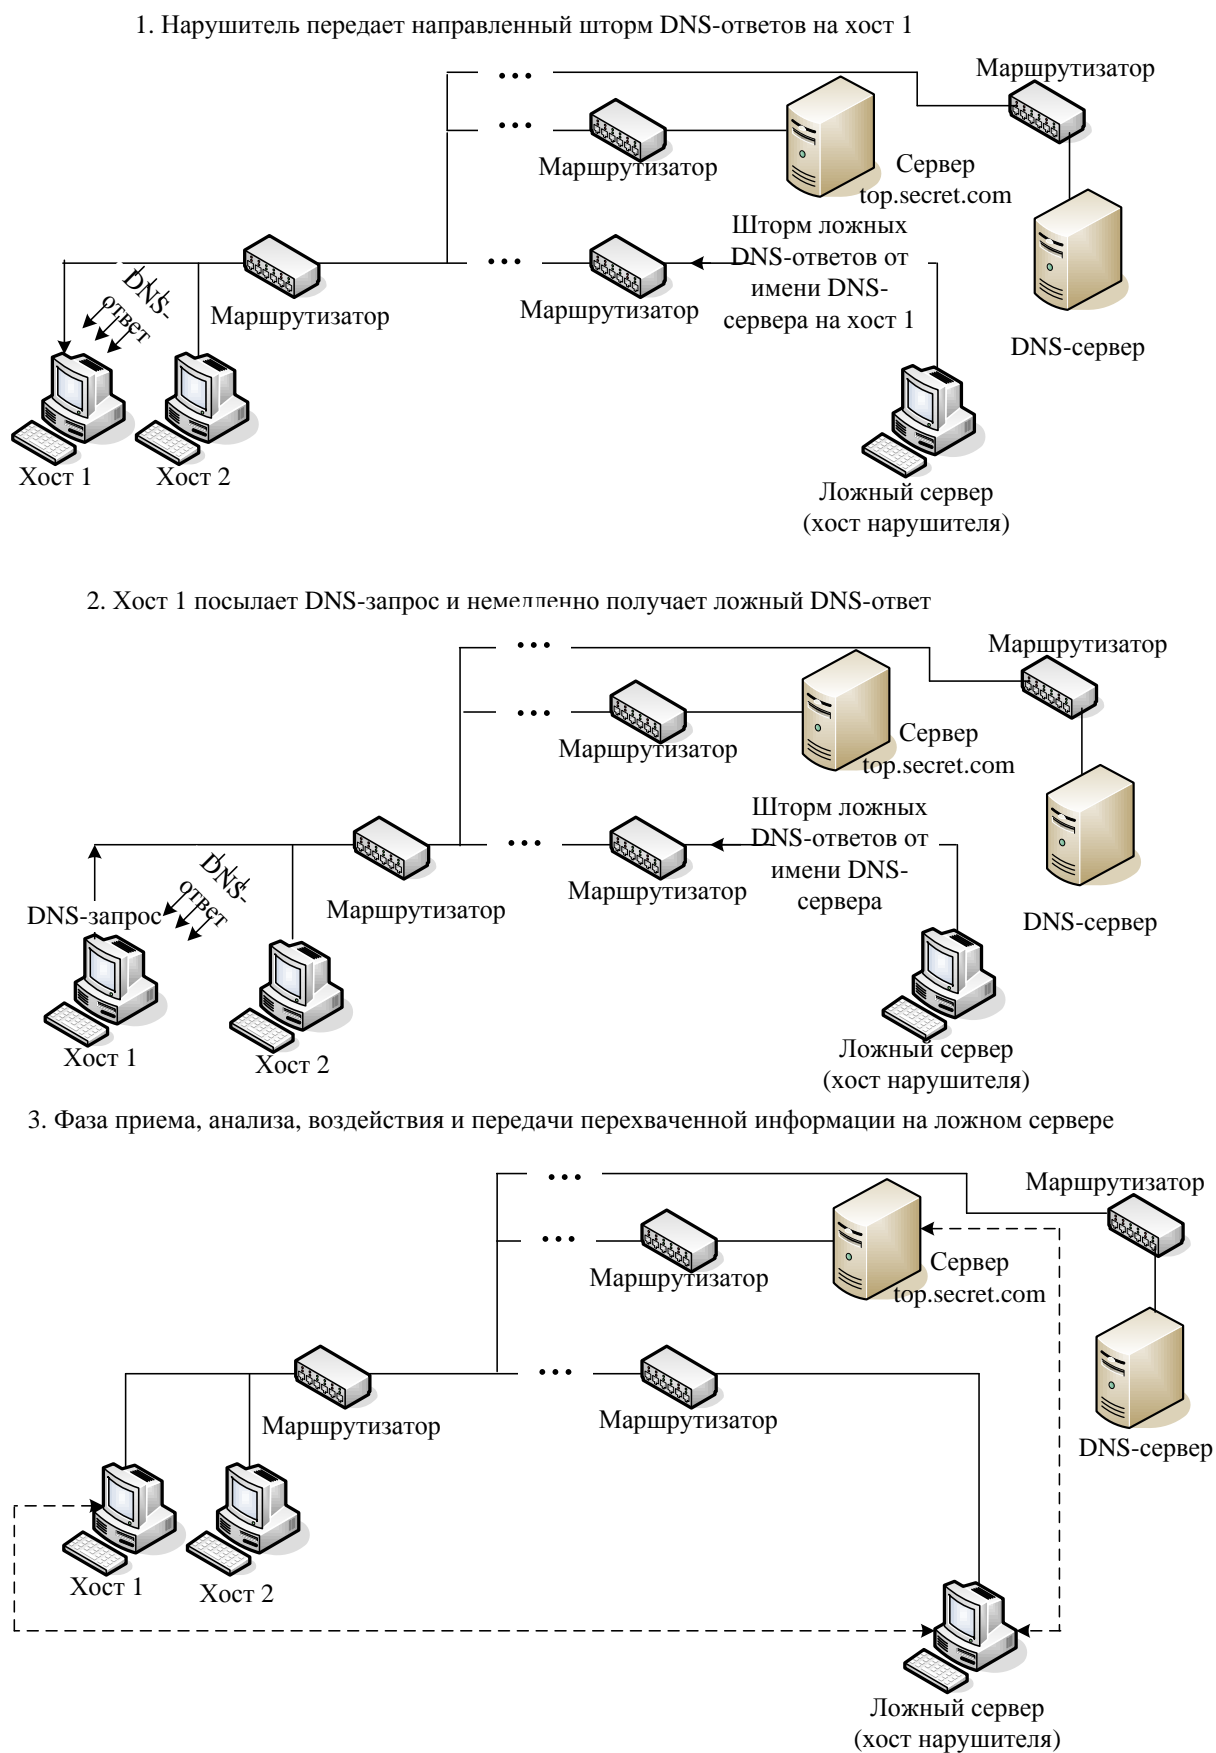 1. Нарушитель передает направленный шторм DNS-ответов на хост 1
Маршрутизатор
Маршрутизатор
Сервер
top.secret.com
Шторм ложных
DNS-ответов от
имени DNS-
сервера на хост 1
DNS-
ответ
Маршрутизатор
Маршрутизатор
DNS-сервер
Хост 1
Хост 2
Ложный сервер
(хост нарушителя)
2. Хост 1 посылает DNS-запрос и немедленно получает ложный DNS-ответ
Маршрутизатор
Маршрутизатор
Сервер
top.secret.com
Шторм ложных
DNS-ответов от
имени DNS-
сервера
DNS-
ответ
DNS-запрос
Маршрутизатор
Маршрутизатор
DNS-сервер
Хост 1
Хост 2
Ложный сервер
(хост нарушителя)
3. Фаза приема, анализа, воздействия и передачи перехваченной информации на ложном сервере
Маршрутизатор
Маршрутизатор
Сервер
top.secret.com
Маршрутизатор
Маршрутизатор
DNS-сервер
Хост 1
Хост 2
Ложный сервер
(хост нарушителя)